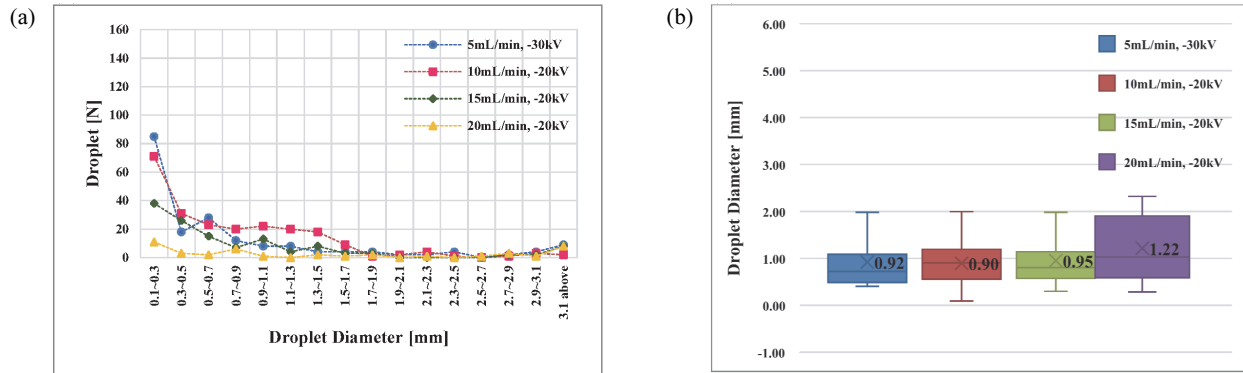 (a)
160
140
120
100
80
60
40
20
0
Droplet [N]
5mL/min, -30kV
10mL/min, -20kV
15mL/min, -20kV
20mL/min, -20kV
0.1~0.3
0.3~0.5
0.5~0.7
0.7~0.9
0.9~1.1
1.1~1.3
1.3~1.5
1.5~1.7
1.7~1.9
1.9~2.1
2.1~2.3
2.3~2.5
2.5~2.7
2.7~2.9
2.9~3.1
3.1 above
Droplet Diameter [mm]
(b)
6.00
5.00
4.00
3.00
2.00
1.00
0.00
-1.00
Droplet Diameter [mm]
5mL/min, -30kV
10mL/min, -20kV
15mL/min, -20kV
20mL/min, -20kV
0.92
0.90
0.95
1.22